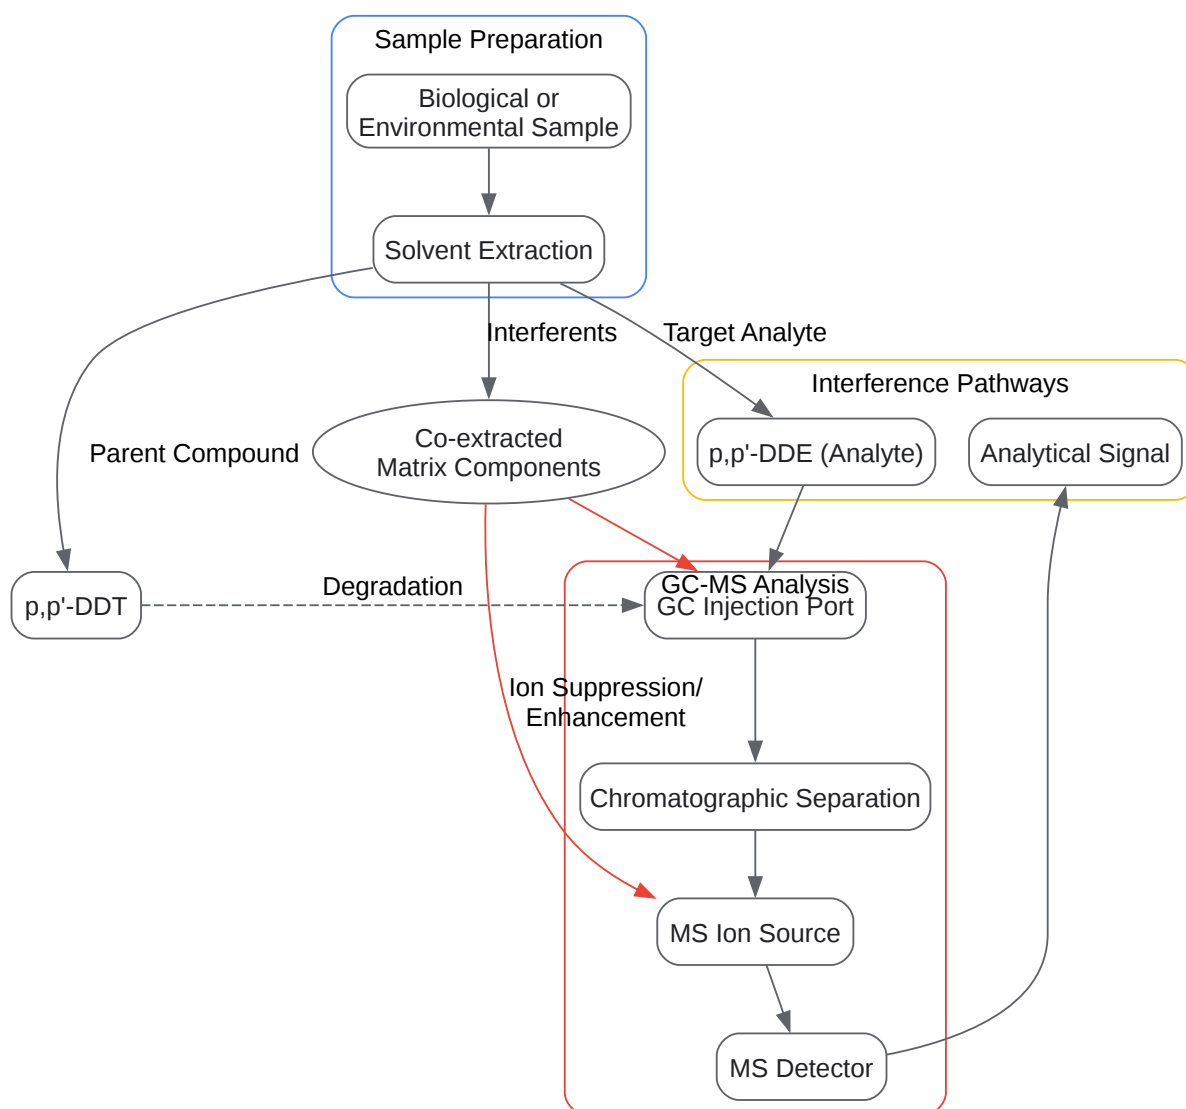 Sample Preparation
Biological or
Environmental Sample
Solvent Extraction
Interferents
Target Analyte
Interference Pathways
Parent Compound
Co-extracted
Matrix Components
p,p'-DDE (Analyte)
Analytical Signal
p,p'-DDT
Degradation
GC-MS Analysis
GC Injection Port
Ion Suppression/
Enhancement
Chromatographic Separation
MS Ion Source
MS Detector